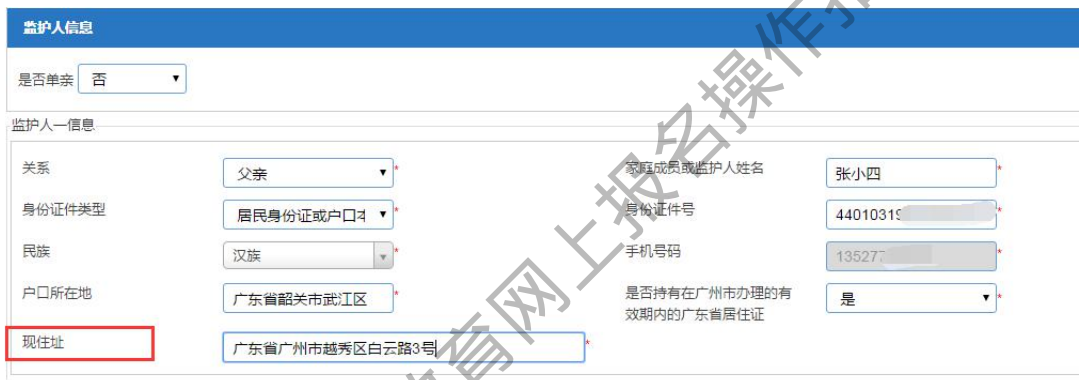 监护人信息
是否单亲 否
监护人一信息
关系 父亲 * 家庭成员或监护人姓名 张小四 *
身份证件类型 居民身份证或户口本 * 身份证件号 44010319 *
民族 汉族 * 手机号码 135277 *
户口所在地 广东省韶关市武江区 * 是否持有在广州市办理的有 是 *
效期内的广东省居住证
现住址 广东省广州市越秀区白云路3号 *
教育网上报名操作指